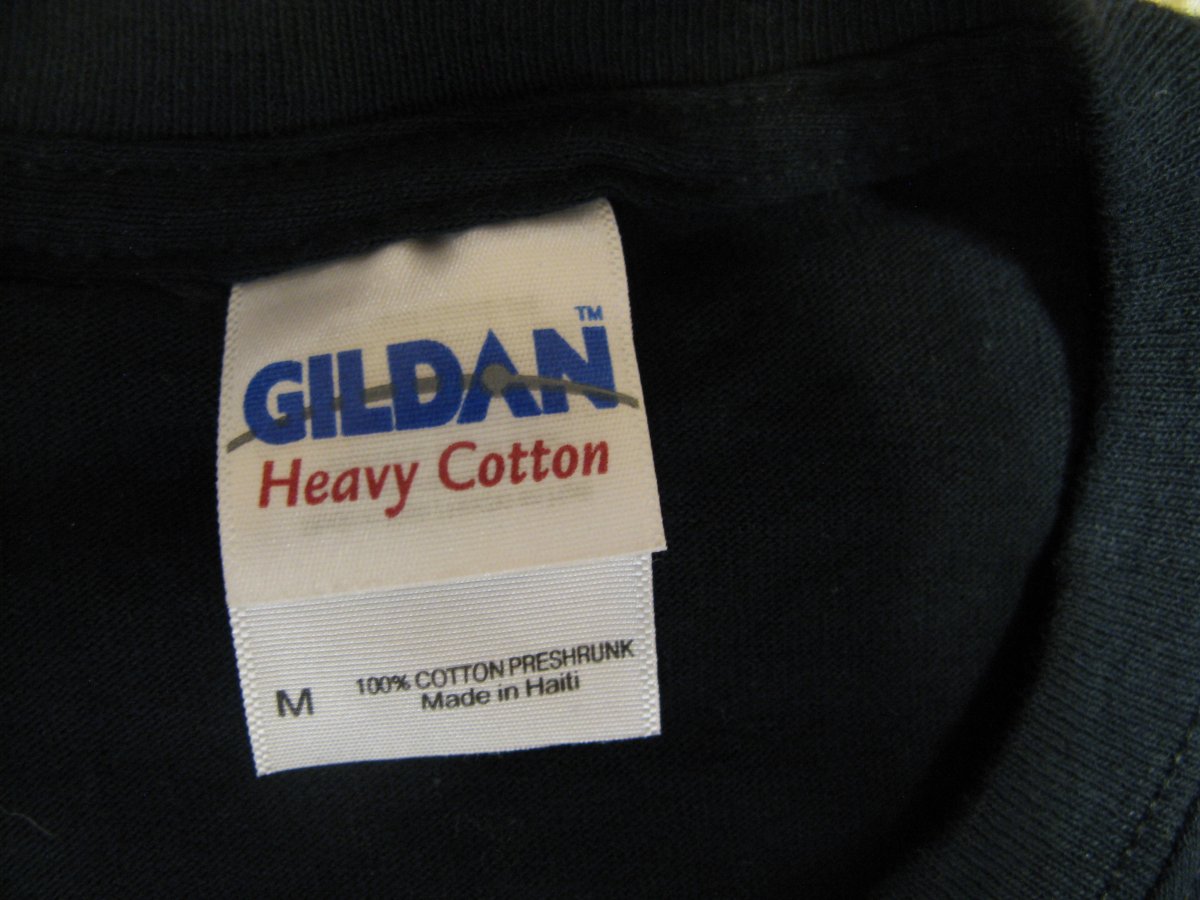 GILDAN™
Heavy Cotton
M
100% COTTON PRESHRUNK
Made in Haiti